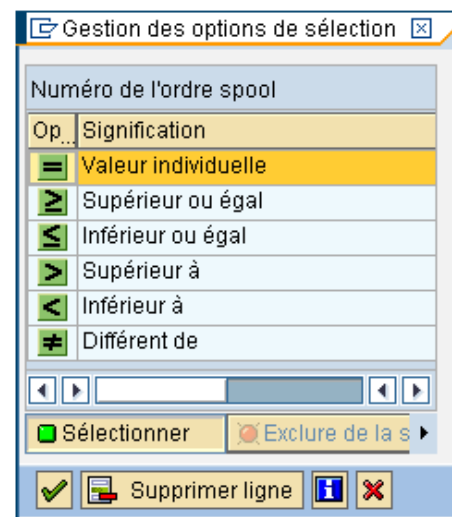 Gestion des options de sélection
Numéro de l'ordre spool
Op... Signification
= Valeur individuelle
≥ Supérieur ou égal
≤ Inférieur ou égal
> Supérieur à
< Inférieur à
≠ Différent de
Sélectionner Exclure de la s
Supprimer ligne